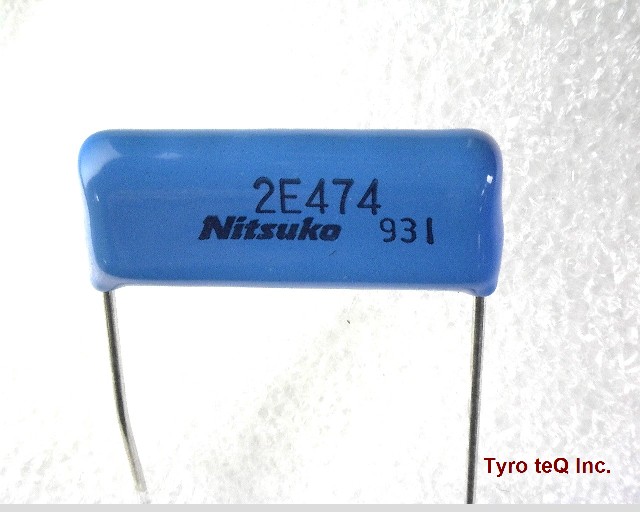 2E474
Nitsuko 931
Tyro teQ Inc.